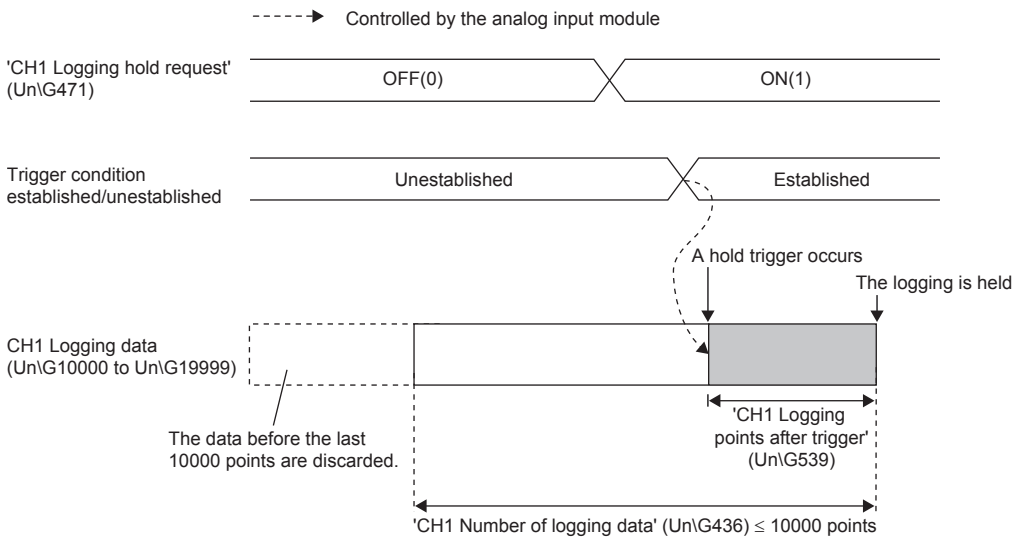 Controlled by the analog input module
'CH1 Logging hold request'
(Un\G471)
OFF(0)
ON(1)
Trigger condition
established/unestablished
Unestablished
Established
A hold trigger occurs
The logging is held
CH1 Logging data
(Un\G10000 to Un\G19999)
The data before the last
10000 points are discarded.
'CH1 Logging
points after trigger'
(Un\G539)
'CH1 Number of logging data' (Un\G436) ≤ 10000 points